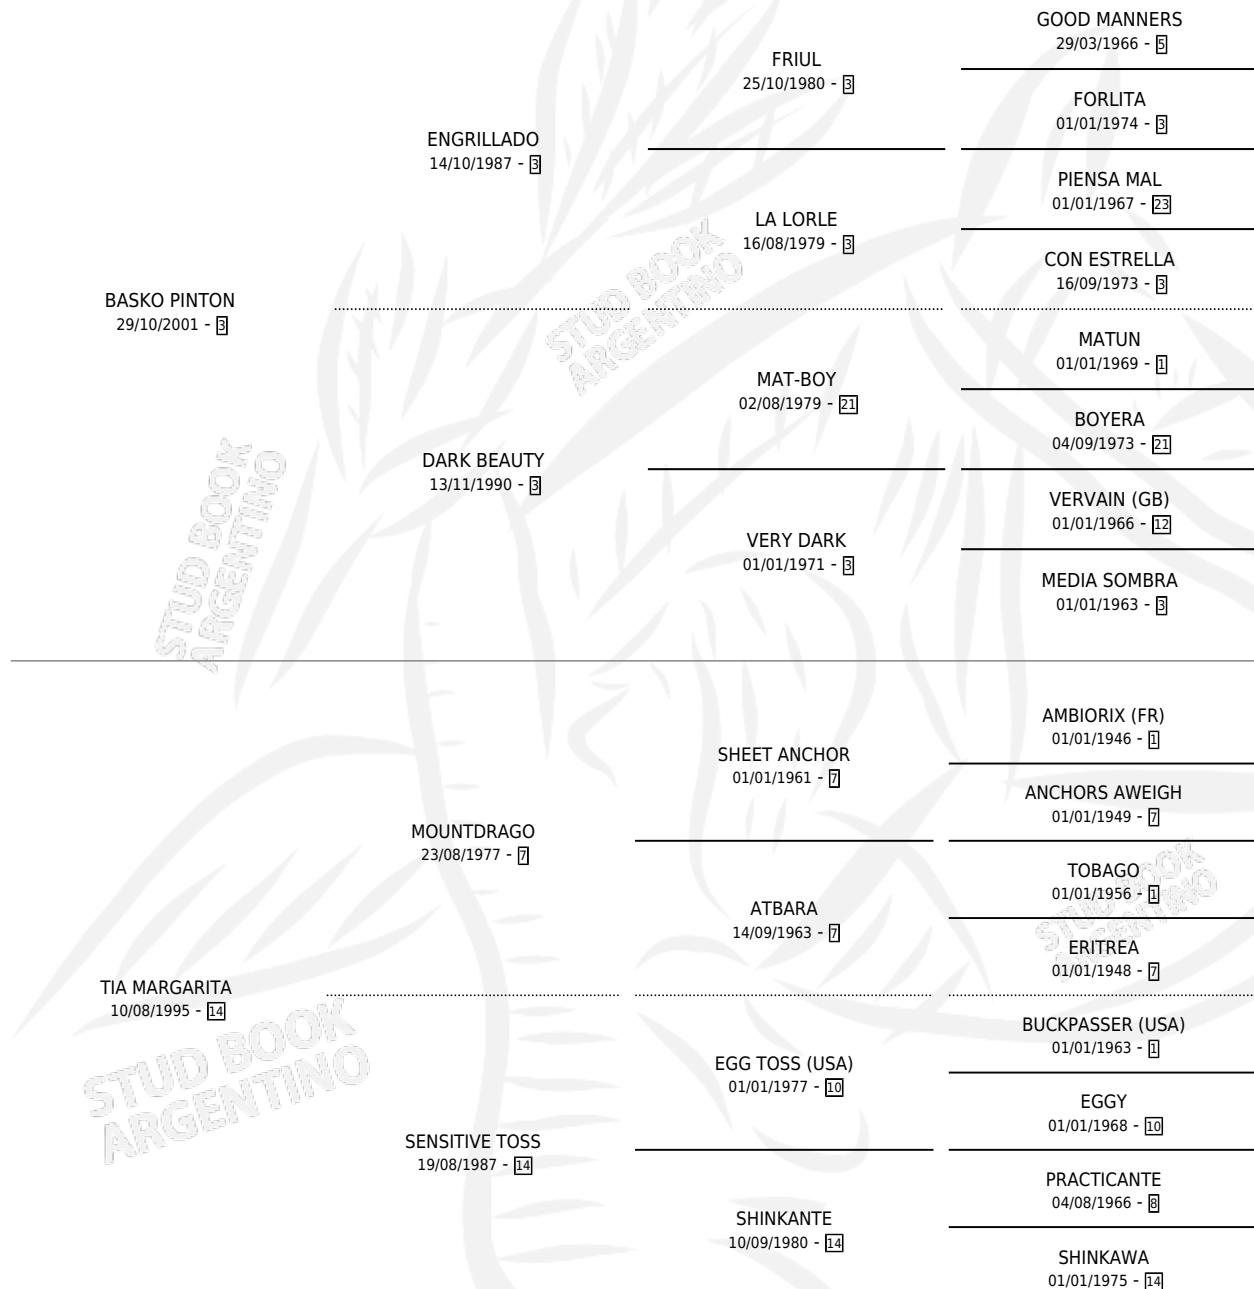 GOOD MANNERS
29/03/1966 - 5
FRIUL
25/10/1980 - 3
FORLITA
01/01/1974 - 3
ENGRILLADO
14/10/1987 - 3
PIENSA MAL
01/01/1967 - 23
LA LORLE
16/08/1979 - 3
CON ESTRELLA
16/09/1973 - 3
BASKO PINTON
29/10/2001 - 3
MATUN
01/01/1969 - 1
MAT-BOY
02/08/1979 - 21
BOYERA
04/09/1973 - 21
DARK BEAUTY
13/11/1990 - 3
VERVAIN (GB)
01/01/1966 - 12
VERY DARK
01/01/1971 - 3
MEDIA SOMBRA
01/01/1963 - 3
STUD BOOK
ARGENTINO
STUD BOOK
ARGENTINO
AMBIORIX (FR)
01/01/1946 - 1
SHEET ANCHOR
01/01/1961 - 7
ANCHORS AWEIGH
01/01/1949 - 7
MOUNTDRAGO
23/08/1977 - 7
TOBAGO
01/01/1956 - 1
ATBARA
14/09/1963 - 7
ERITREA
01/01/1948 - 7
TIA MARGARITA
10/08/1995 - 14
BUCKPASSER (USA)
01/01/1963 - 1
EGG TOSS (USA)
01/01/1977 - 10
EGGY
01/01/1968 - 10
SENSITIVE TOSS
19/08/1987 - 14
PRACTICANTE
04/08/1966 - 8
SHINKANTE
10/09/1980 - 14
SHINKAWA
01/01/1975 - 14
STUD BOOK
ARGENTINO
STUD BOOK
ARGENTINO